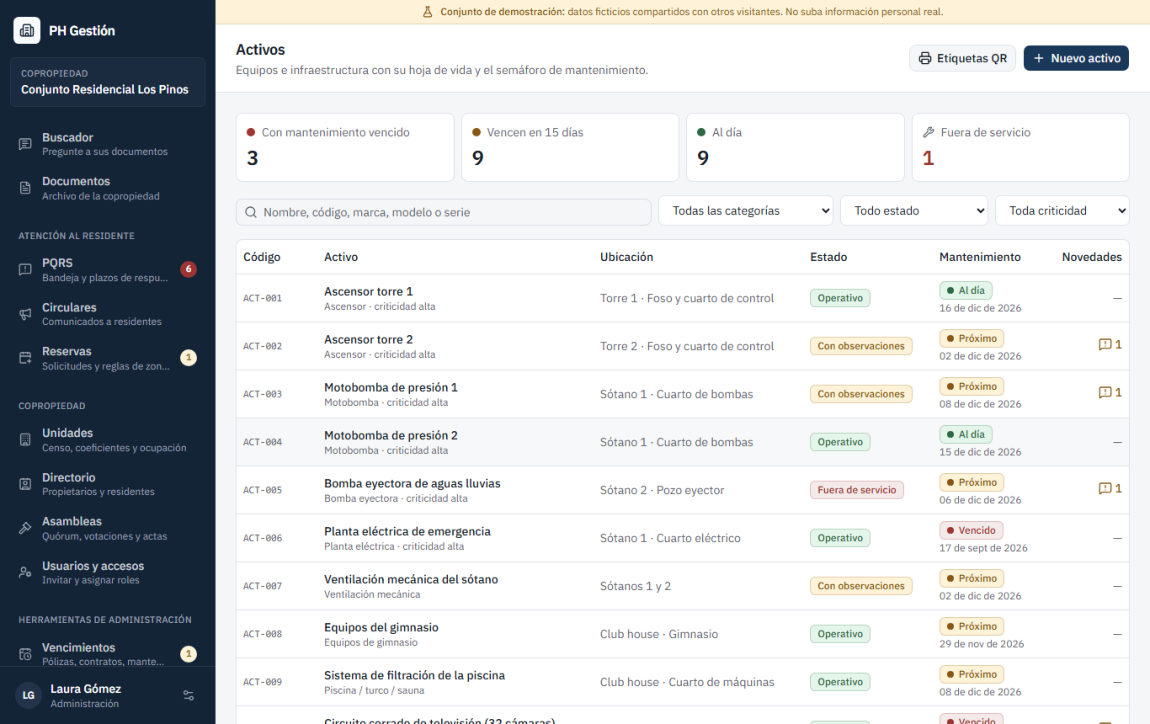 PH Gestión
COPROPIEDAD
Conjunto Residencial Los Pinos
Buscador
Pregunte a sus documentos
Documentos
Archivo de la copropiedad
ATENCIÓN AL RESIDENTE
PQRS
Bandeja y plazos de respu...
6
Circulares
Comunicados a residentes
Reservas
Solicitudes y reglas de zon...
1
COPROPIEDAD
Unidades
Censo, coeficientes y ocupación
Directorio
Propietarios y residentes
Asambleas
Quórum, votaciones y actas
Usuarios y accesos
Invitar y asignar roles
HERRAMIENTAS DE ADMINISTRACIÓN
Vencimientos
Pólizas, contratos, mante...
1
LG
Laura Gómez
Administración
Conjunto de demostración: datos ficticios compartidos con otros visitantes. No suba información personal real.
Activos
Equipos e infraestructura con su hoja de vida y el semáforo de mantenimiento.
Etiquetas QR
+ Nuevo activo
Con mantenimiento vencido
3
Vencen en 15 días
9
Al día
9
Fuera de servicio
1
Nombre, código, marca, modelo o serie
Todas las categorías
Todo estado
Toda criticidad
Código Activo Ubicación Estado Mantenimiento Novedades
ACT-001 Ascensor torre 1 Torre 1 · Foso y cuarto de control Operativo Al día —
Ascensor · criticidad alta 16 de dic de 2026
ACT-002 Ascensor torre 2 Torre 2 · Foso y cuarto de control Con observaciones Próximo 1
Ascensor · criticidad alta 02 de dic de 2026
ACT-003 Motobomba de presión 1 Sótano 1 · Cuarto de bombas Con observaciones Próximo 1
Motobomba · criticidad alta 08 de dic de 2026
ACT-004 Motobomba de presión 2 Sótano 1 · Cuarto de bombas Operativo Al día —
Motobomba · criticidad alta 15 de dic de 2026
ACT-005 Bomba eyectora de aguas lluvias Sótano 2 · Pozo eyector Fuera de servicio Próximo 1
Bomba eyectora · criticidad alta 06 de dic de 2026
ACT-006 Planta eléctrica de emergencia Sótano 1 · Cuarto eléctrico Operativo Vencido —
Planta eléctrica · criticidad alta 17 de sept de 2026
ACT-007 Ventilación mecánica del sótano Sótanos 1 y 2 Con observaciones Próximo —
Ventilación mecánica 02 de dic de 2026
ACT-008 Equipos del gimnasio Club house · Gimnasio Operativo Próximo —
Equipos de gimnasio 29 de nov de 2026
ACT-009 Sistema de filtración de la piscina Club house · Cuarto de máquinas Operativo Próximo —
Piscina / turco / sauna 08 de dic de 2026
Circuito cerrado de televisión (32 cámaras) Vencido